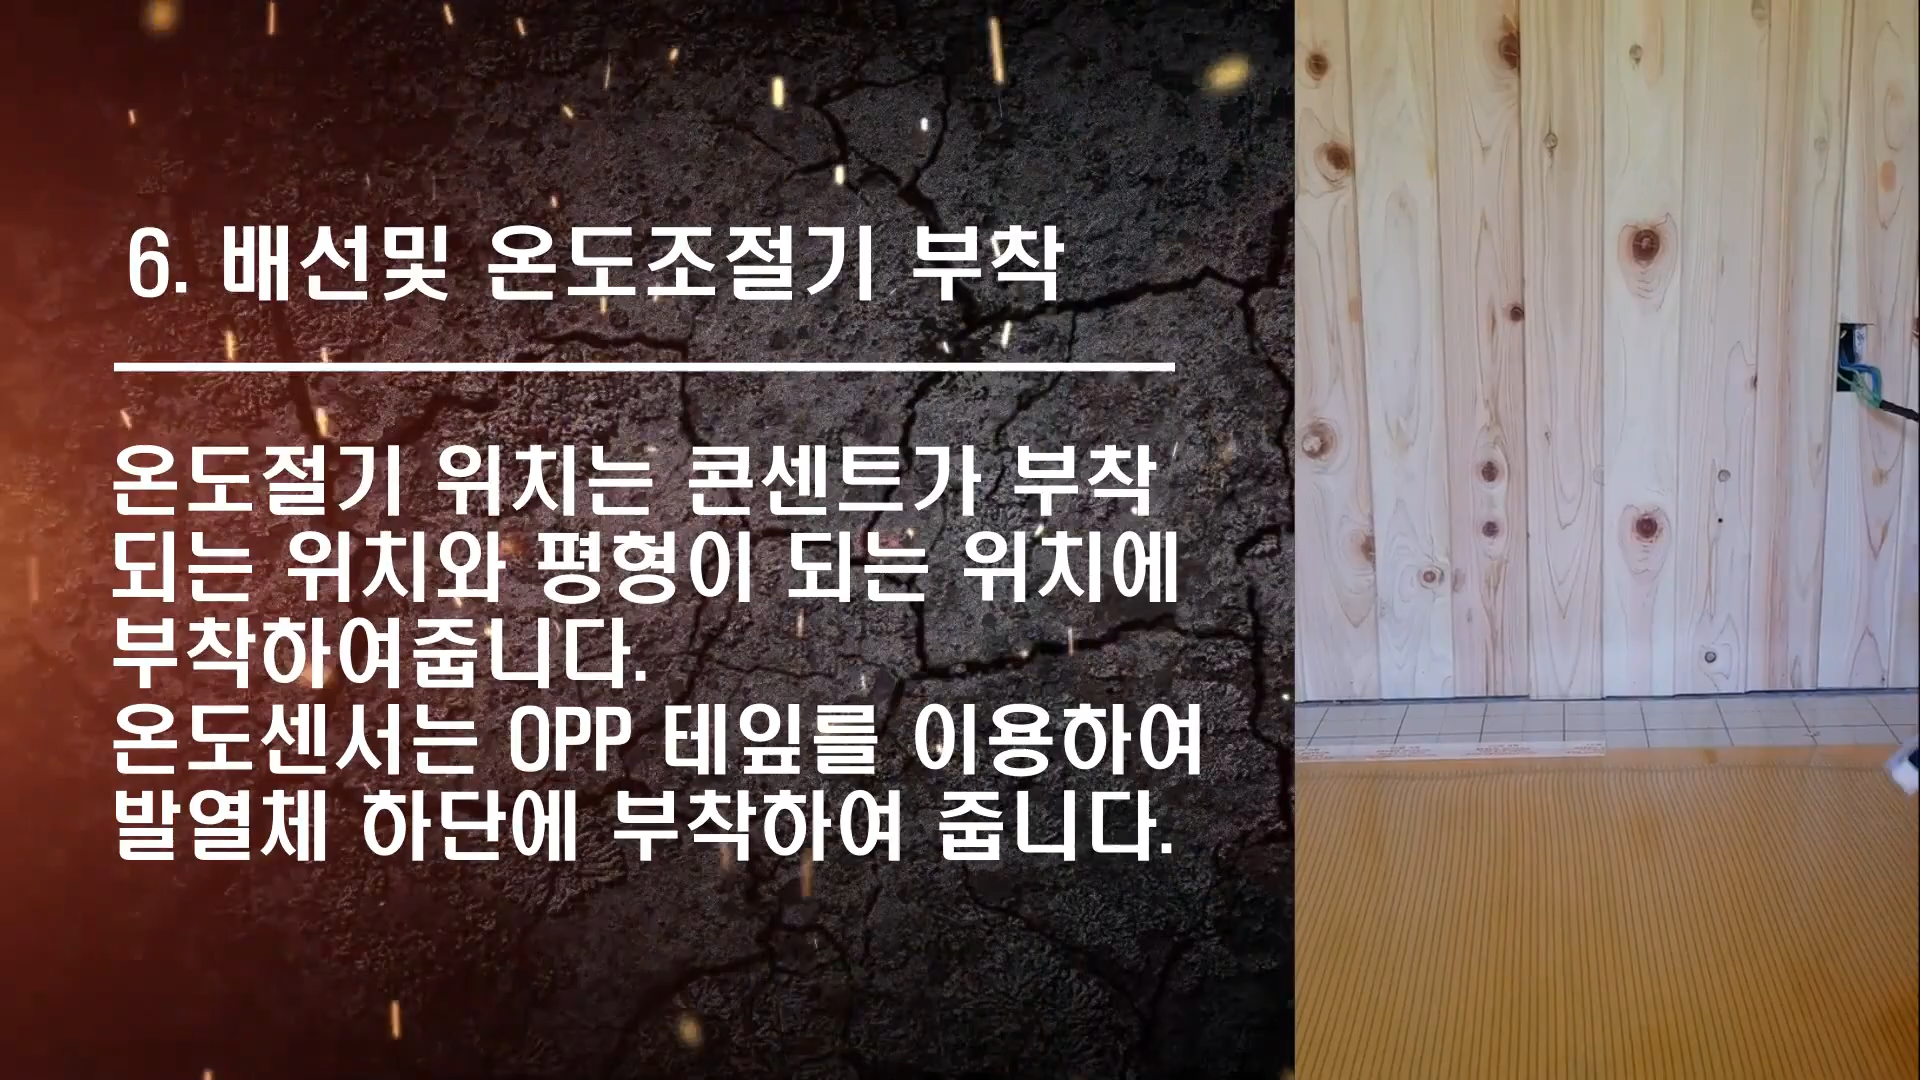 6. 배선및 온도조절기 부착
온도절기 위치는 콘센트가 부착
되는 위치와 평형이 되는 위치에
부착하여줍니다.
온도센서는 OPP 테잎를 이용하여
발열체 하단에 부착하여 줍니다.